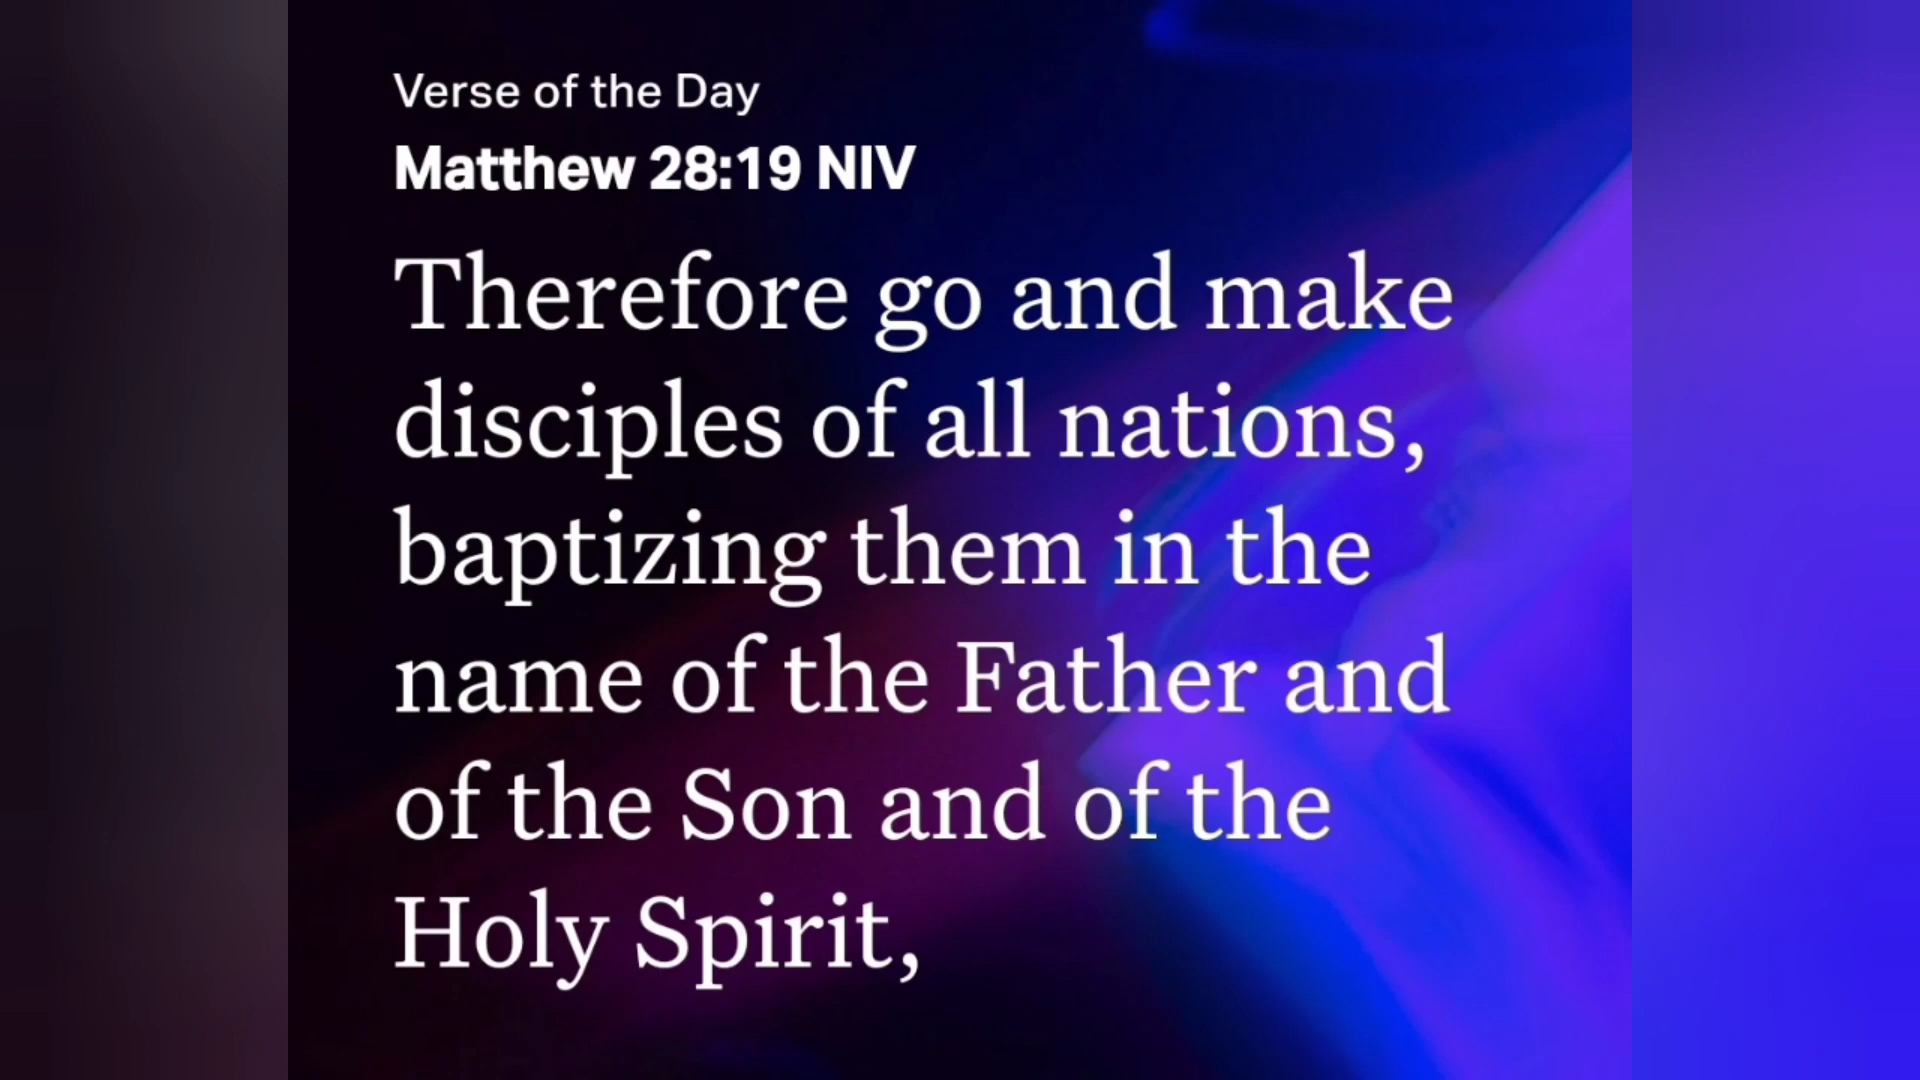 Verse of the Day
Matthew 28:19 NIV
Therefore go and make
disciples of all nations,
baptizing them in the
name of the Father and
of the Son and of the
Holy Spirit,